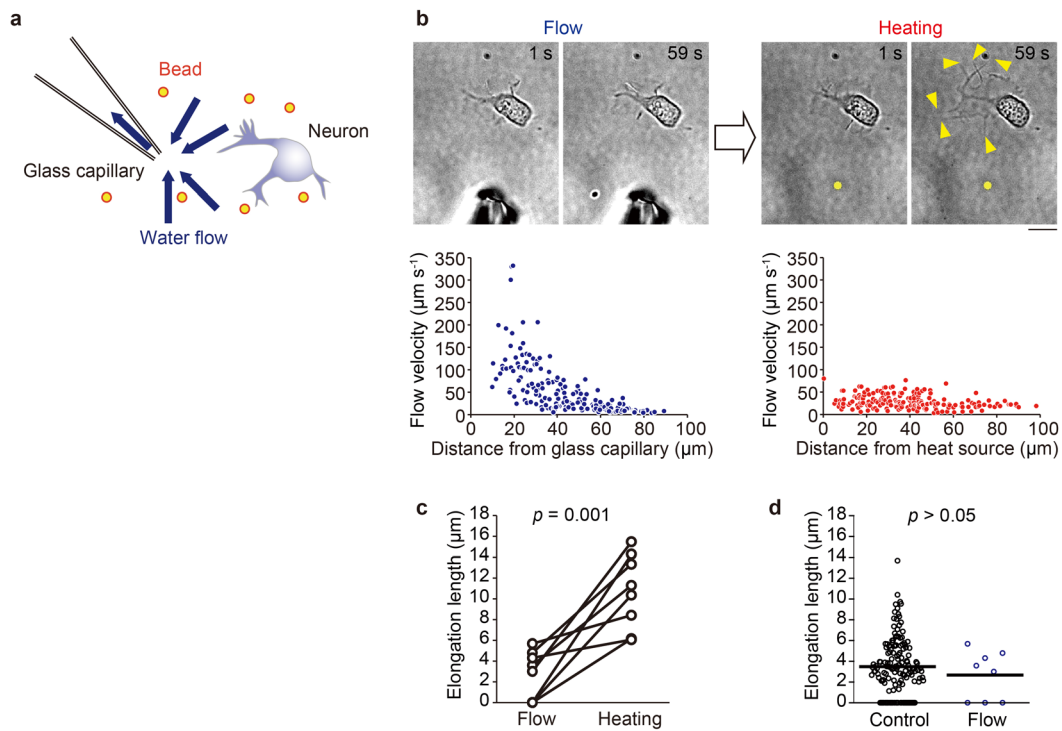 a
Bead
Neuron
Glass capillary
Water flow
b
Flow
Heating
1 s
59 s
1 s
59 s
350
300
250
200
150
100
50
0
Flow velocity (µm s⁻¹)
0
20
40
60
80
100
Distance from glass capillary (µm)
350
300
250
200
150
100
50
0
Flow velocity (µm s⁻¹)
0
20
40
60
80
100
Distance from heat source (µm)
c
p = 0.001
18
16
14
12
10
8
6
4
2
0
Elongation length (µm)
Flow
Heating
d
p > 0.05
18
16
14
12
10
8
6
4
2
0
Elongation length (µm)
Control
Flow